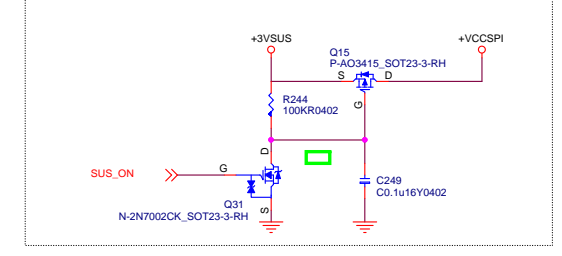 +3VSUS
+VCCSPI
Q15
P-AO3415_SOT23-3-RH
S
D
R244
100KR0402
G
D
SUS_ON
G
C249
C0.1u16Y0402
Q31
N-2N7002CK_SOT23-3-RH
S